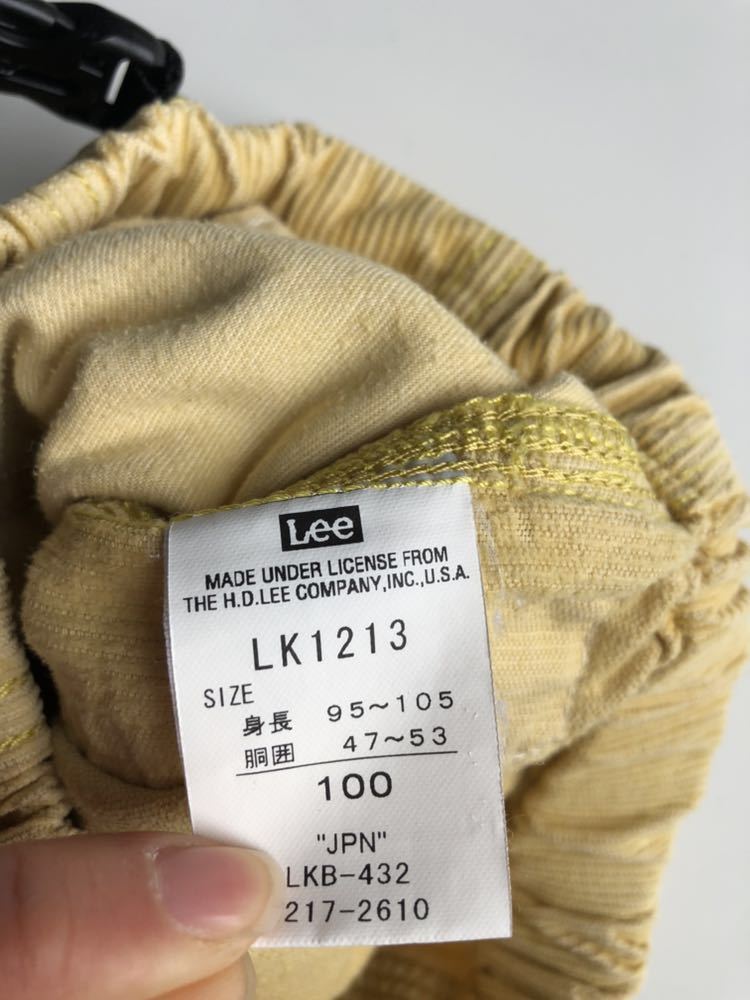 Lee
MADE UNDER LICENSE FROM
THE H.D.LEE COMPANY,INC.,U.S.A.
LK1213
SIZE
身長 95～105
胴囲 47～53
100
"JPN"
LKB-432
217-2610